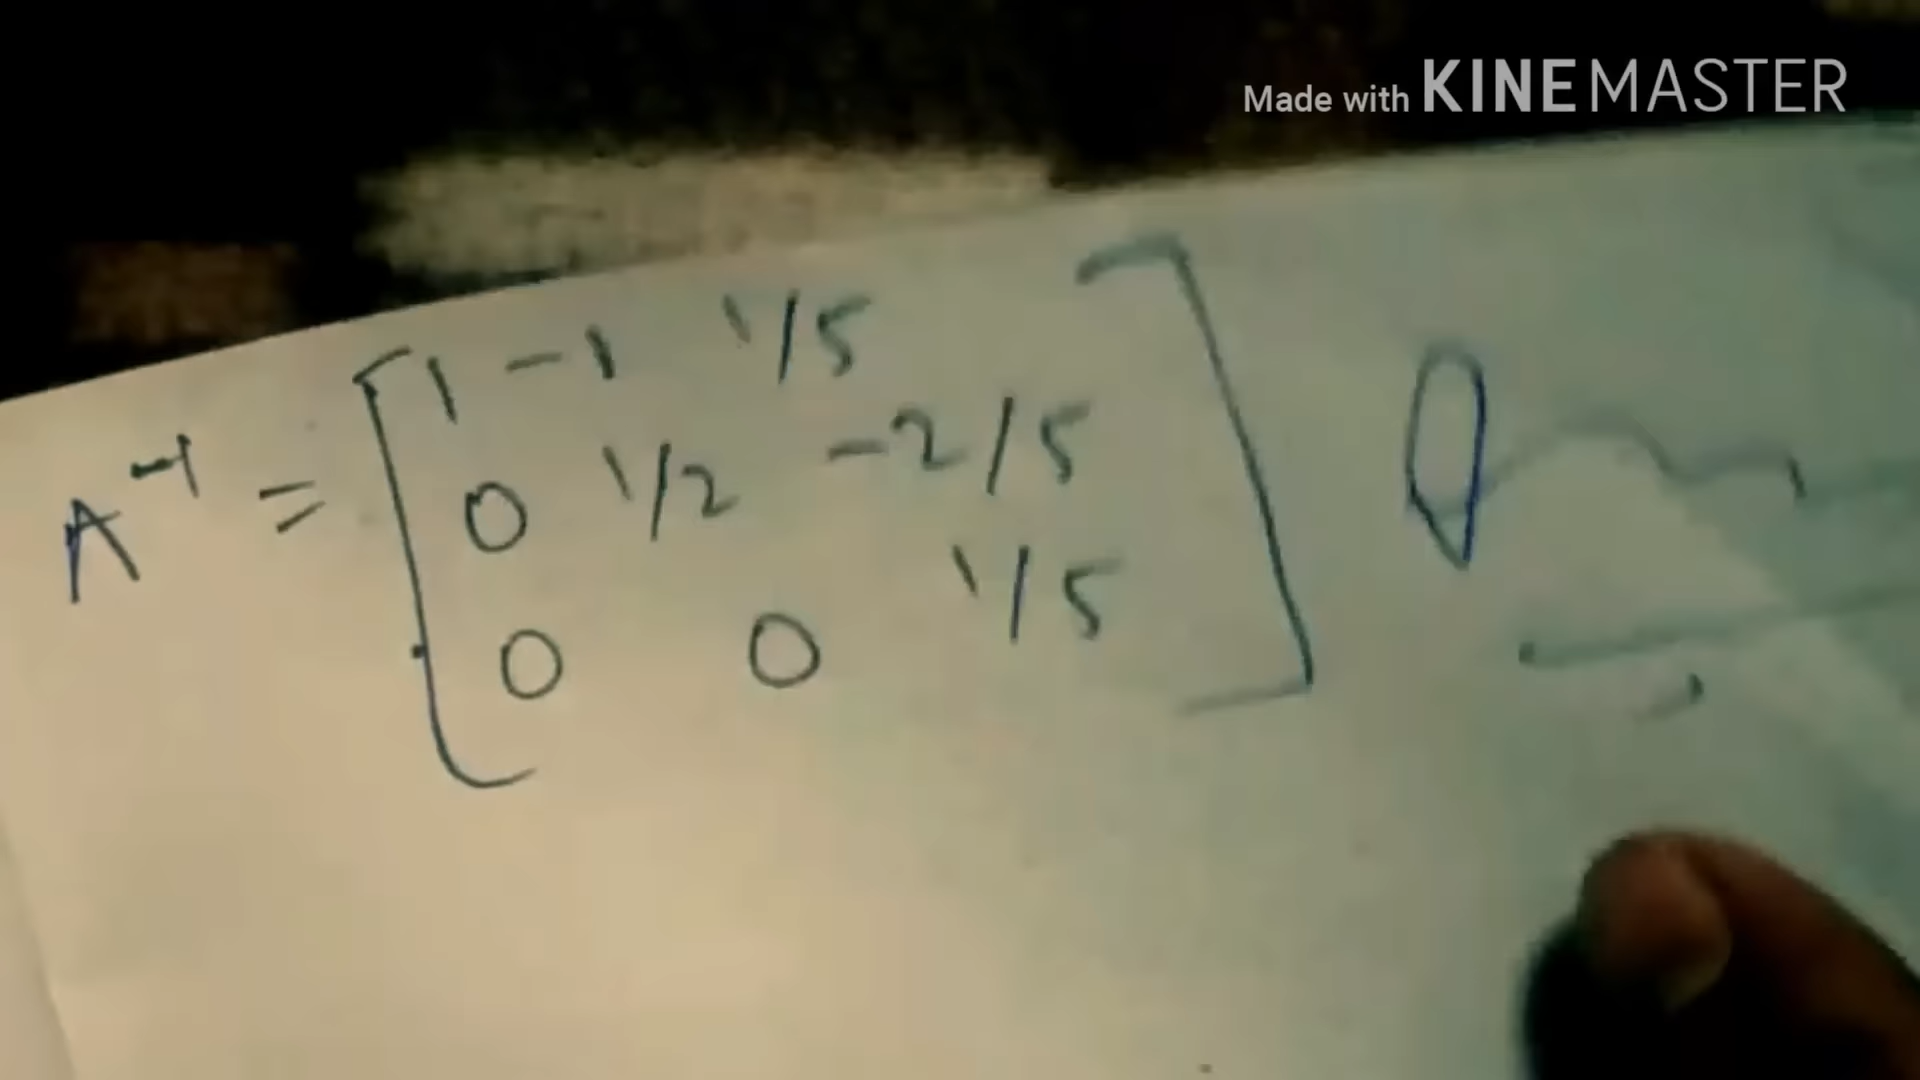 Made with KINEMASTER
1 -1 1/5
A⁻¹ = 0 1/2 -2/5
0 0 1/5